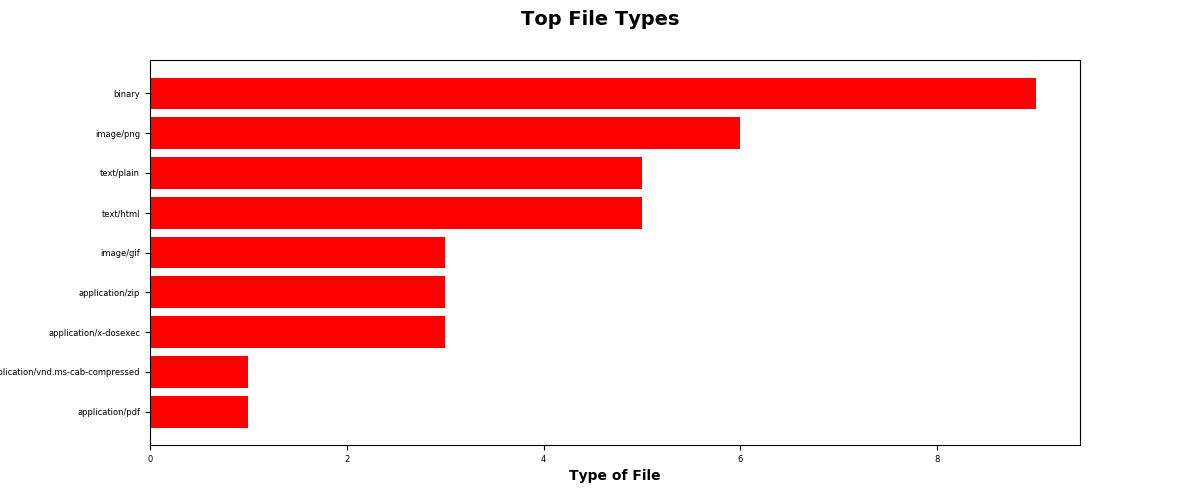 Top File Types
binary
image/png
text/plain
text/html
image/gif
application/zip
application/x-dosexec
plication/vnd.ms-cab-compressed
application/pdf
0 2 4 6 8
Type of File